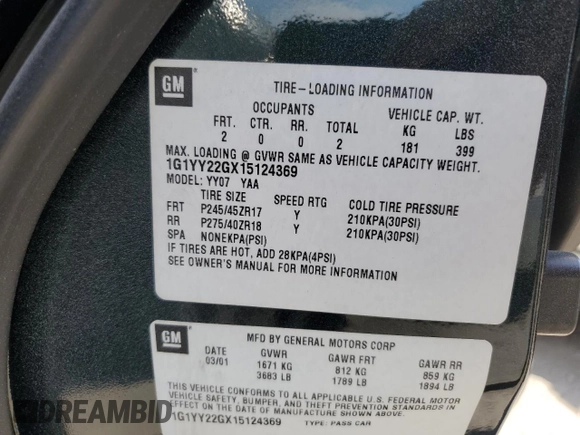 GM
TIRE-LOADING INFORMATION
OCCUPANTS VEHICLE CAP. WT.
FRT. CTR. RR. TOTAL KG LBS
2 0 0 2 181 399
MAX. LOADING @ GVWR SAME AS VEHICLE CAPACITY WEIGHT.
1G1YY22GX15124369
MODEL: YY07 YAA
TIRE SIZE SPEED RTG COLD TIRE PRESSURE
FRT P245/45ZR17 Y 210KPA(30PSI)
RR P275/40ZR18 Y 210KPA(30PSI)
SPA NONEKPA(PSI)
IF TIRES ARE HOT, ADD 28KPA(4PSI)
SEE OWNER'S MANUAL FOR MORE INFORMATION
GM
MFD BY GENERAL MOTORS CORP
DATE GVWR GAWR FRT GAWR RR
03/01 1671 KG 812 KG 859 KG
3683 LB 1789 LB 1894 LB
THIS VEHICLE CONFORMS TO ALL APPLICABLE U.S. FEDERAL MOTOR
VEHICLE SAFETY, BUMPER, AND THEFT PREVENTION STANDARDS IN
EFFECT ON THE DATE OF MANUFACTURE SHOWN ABOVE.
1G1YY22GX15124369 TYPE: PASS CAR
DREAMBID